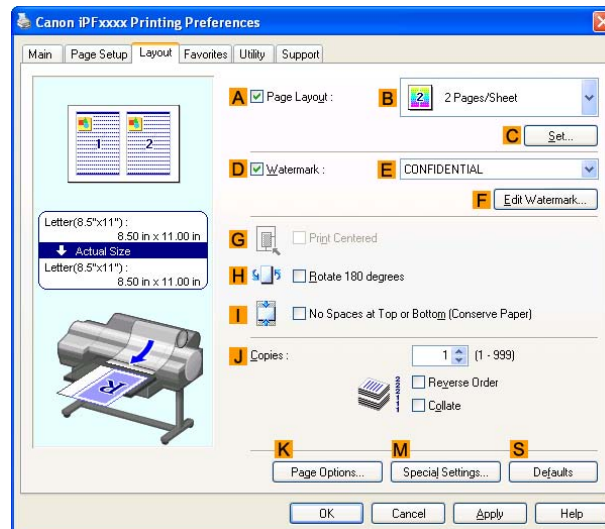 Canon iPFxxxx Printing Preferences
Main Page Setup Layout Favorites Utility Support
A Page Layout : B 2 2 Pages/Sheet
1 2
C Set...
D Watermark : E CONFIDENTIAL
F Edit Watermark...
Letter(8.5"x11") :
8.50 in x 11.00 in
Actual Size
Letter(8.5"x11") :
8.50 in x 11.00 in
G Print Centered
H Rotate 180 degrees
I No Spaces at Top or Bottom (Conserve Paper)
R
J Copies : 1 (1 - 999)
Reverse Order
Collate
K M S
Page Options... Special Settings... Defaults
OK Cancel Apply Help